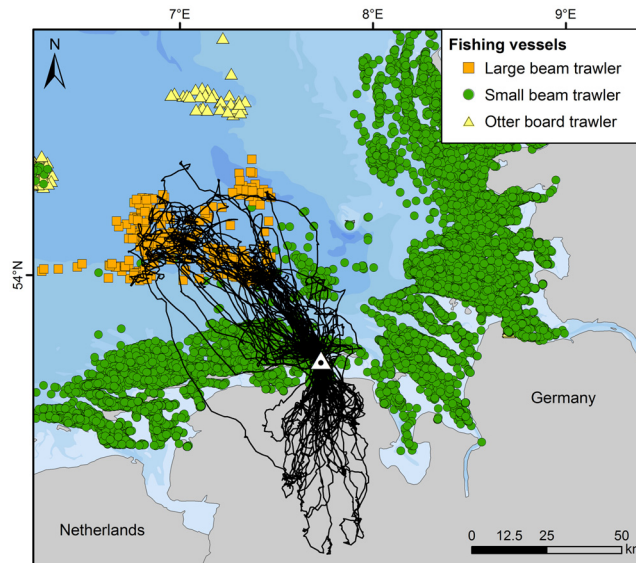 7°E 8°E 9°E
N
Fishing vessels
Large beam trawler
Small beam trawler
Otter board trawler
54°N
Germany
Netherlands
0 12.5 25 50
km